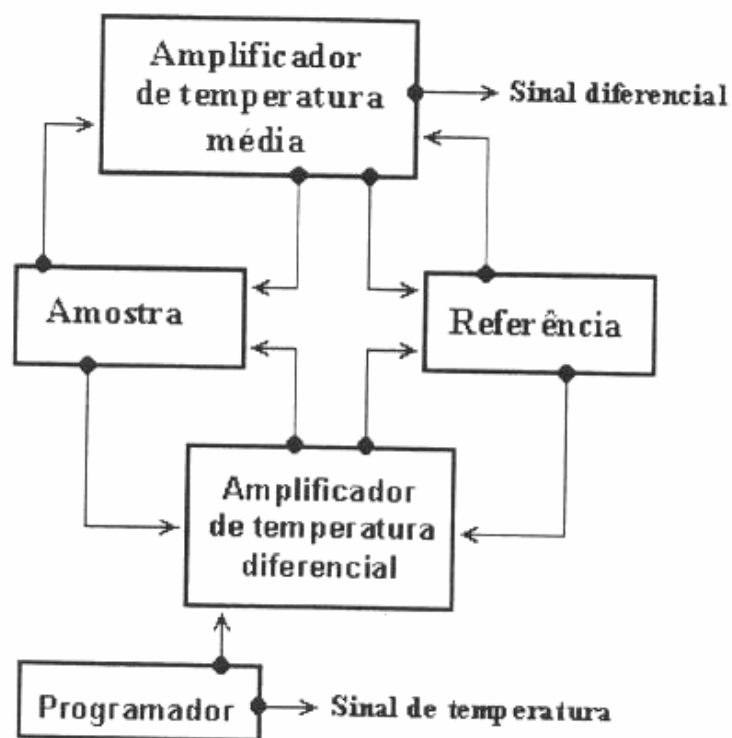 Amplificador
de temperatura
média
Sinal diferencial
Amostra
Referência
Amplificador
de temperatura
diferencial
Programador
Sinal de temperatura